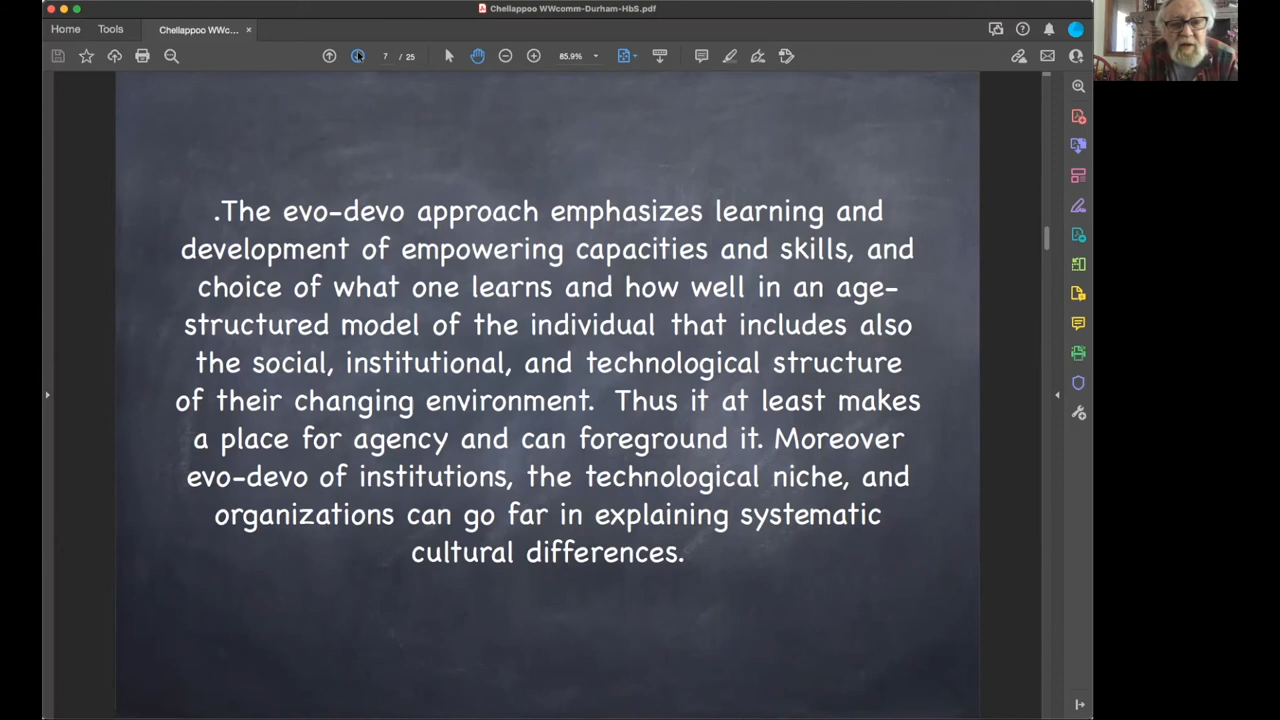 Chellappoo WWcomm-Durham-HbS.pdf
Home Tools Chellappoo WWc... ×
7 / 25 85.9%
.The evo-devo approach emphasizes learning and
development of empowering capacities and skills, and
choice of what one learns and how well in an age-
structured model of the individual that includes also
the social, institutional, and technological structure
of their changing environment. Thus it at least makes
a place for agency and can foreground it. Moreover
evo-devo of institutions, the technological niche, and
organizations can go far in explaining systematic
cultural differences.